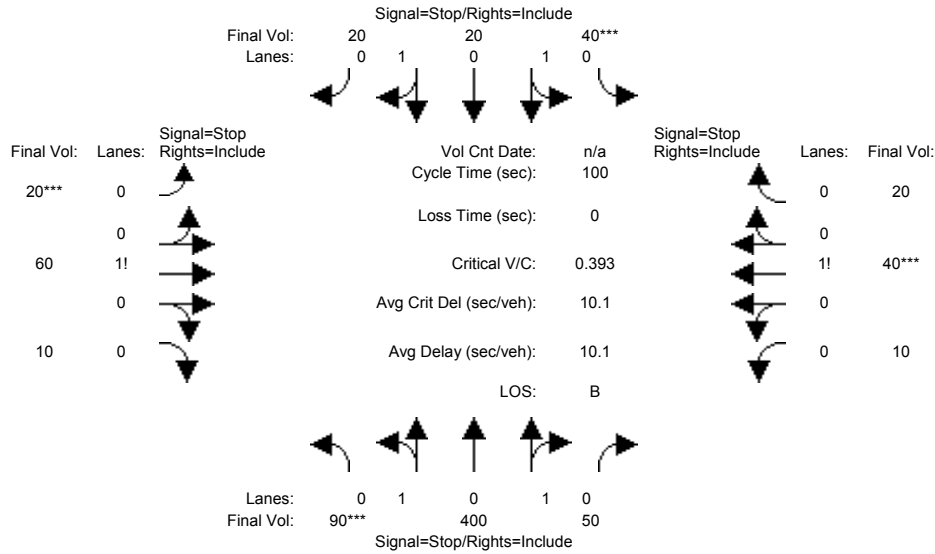 Signal=Stop/Rights=Include
Final Vol: 20 20 40***
Lanes: 0 1 0 1 0
Signal=Stop
Final Vol: Lanes: Rights=Include
Vol Cnt Date: n/a
Signal=Stop
Rights=Include Lanes: Final Vol:
Cycle Time (sec): 100
20*** 0
0 20
Loss Time (sec): 0
0
0
60 1!
Critical V/C: 0.393
1! 40***
0
Avg Crit Del (sec/veh): 10.1
0
10 0
Avg Delay (sec/veh): 10.1
0 10
LOS: B
Lanes: 0 1 0 1 0
Final Vol: 90*** 400 50
Signal=Stop/Rights=Include